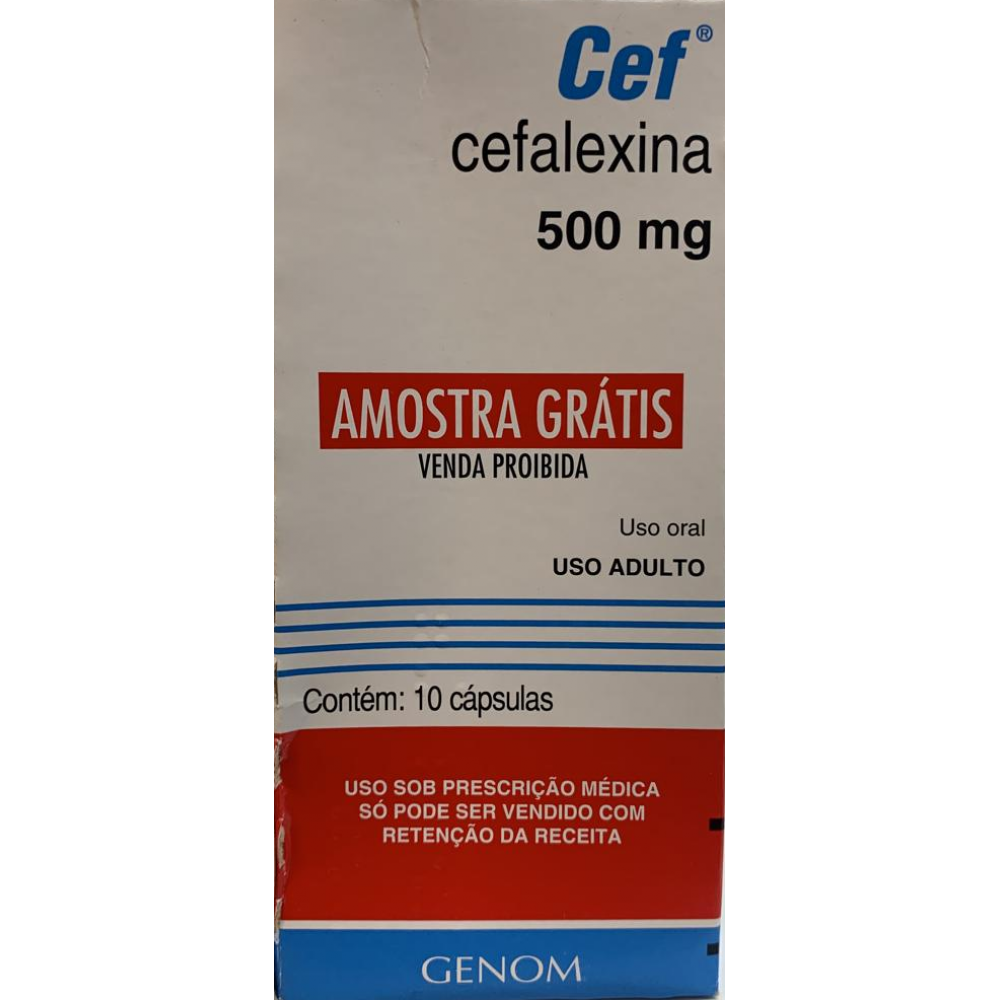 Cef®
cefalexina
500 mg
AMOSTRA GRÁTIS
VENDA PROIBIDA
Uso oral
USO ADULTO
Contém: 10 cápsulas
USO SOB PRESCRIÇÃO MÉDICA
SÓ PODE SER VENDIDO COM
RETENÇÃO DA RECEITA
GENOM